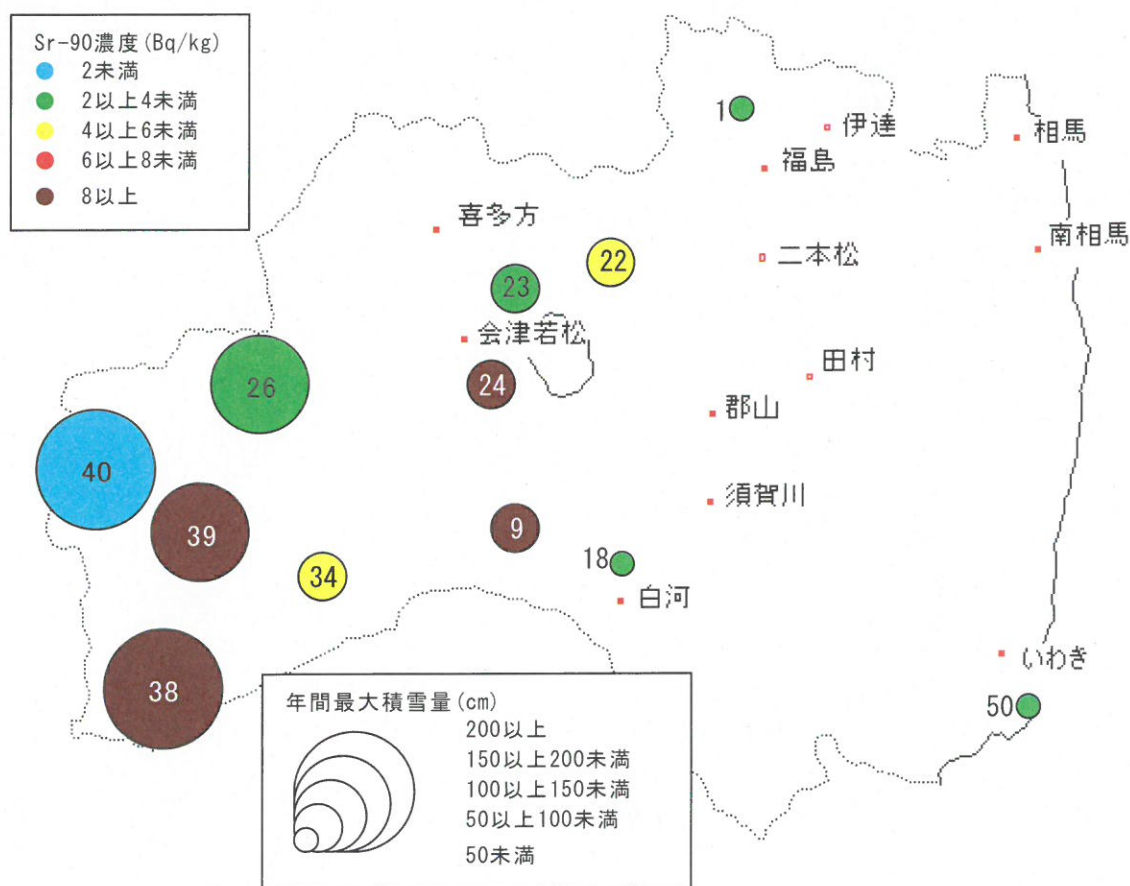 Sr-90濃度(Bq/kg)
2未満
2以上4未満
4以上6未満
6以上8未満
8以上
1
伊達
相馬
福島
喜多方
南相馬
22
二本松
23
会津若松
26
24
田村
郡山
40
39
9
須賀川
34
18
白河
38
いわき
50
年間最大積雪量(cm)
200以上
150以上200未満
100以上150未満
50以上100未満
50未満